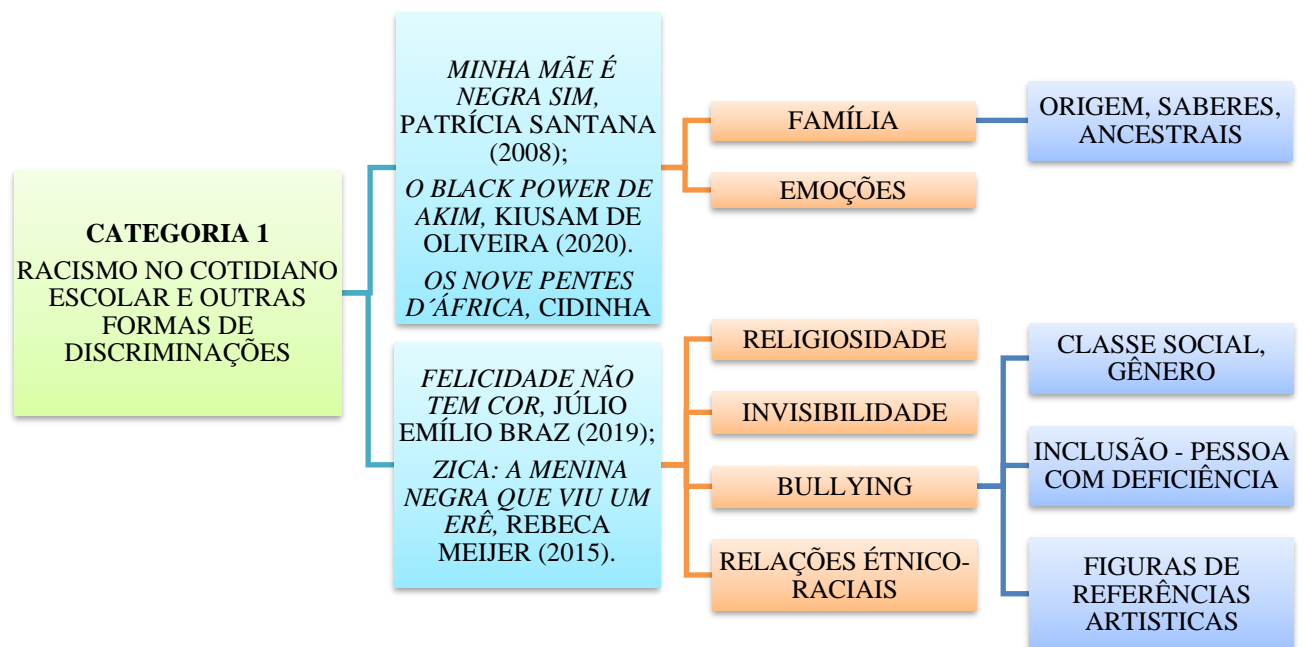 CATEGORIA 1
RACISMO NO COTIDIANO
ESCOLAR E OUTRAS
FORMAS DE
DISCRIMINAÇÕES
MINHA MÃE É
NEGRA SIM,
PATRÍCIA SANTANA
(2008);
O BLACK POWER DE
AKIM, KIUSAM DE
OLIVEIRA (2020).
OS NOVE PENTES
D´ÁFRICA, CIDINHA
FAMÍLIA
EMOÇÕES
ORIGEM, SABERES,
ANCESTRAIS
FELICIDADE NÃO
TEM COR, JÚLIO
EMÍLIO BRAZ (2019);
ZICA: A MENINA
NEGRA QUE VIU UM
ERÊ, REBECA
MEIJER (2015).
RELIGIOSIDADE
INVISIBILIDADE
BULLYING
RELAÇÕES ÉTNICO-
RACIAIS
CLASSE SOCIAL,
GÊNERO
INCLUSÃO - PESSOA
COM DEFICIÊNCIA
FIGURAS DE
REFERÊNCIAS
ARTISTICAS